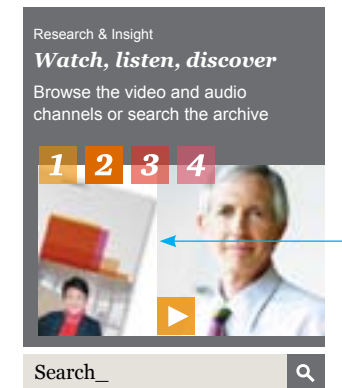 Research & Insight
Watch, listen, discover
Browse the video and audio
channels or search the archive
1 2 3 4
Search_